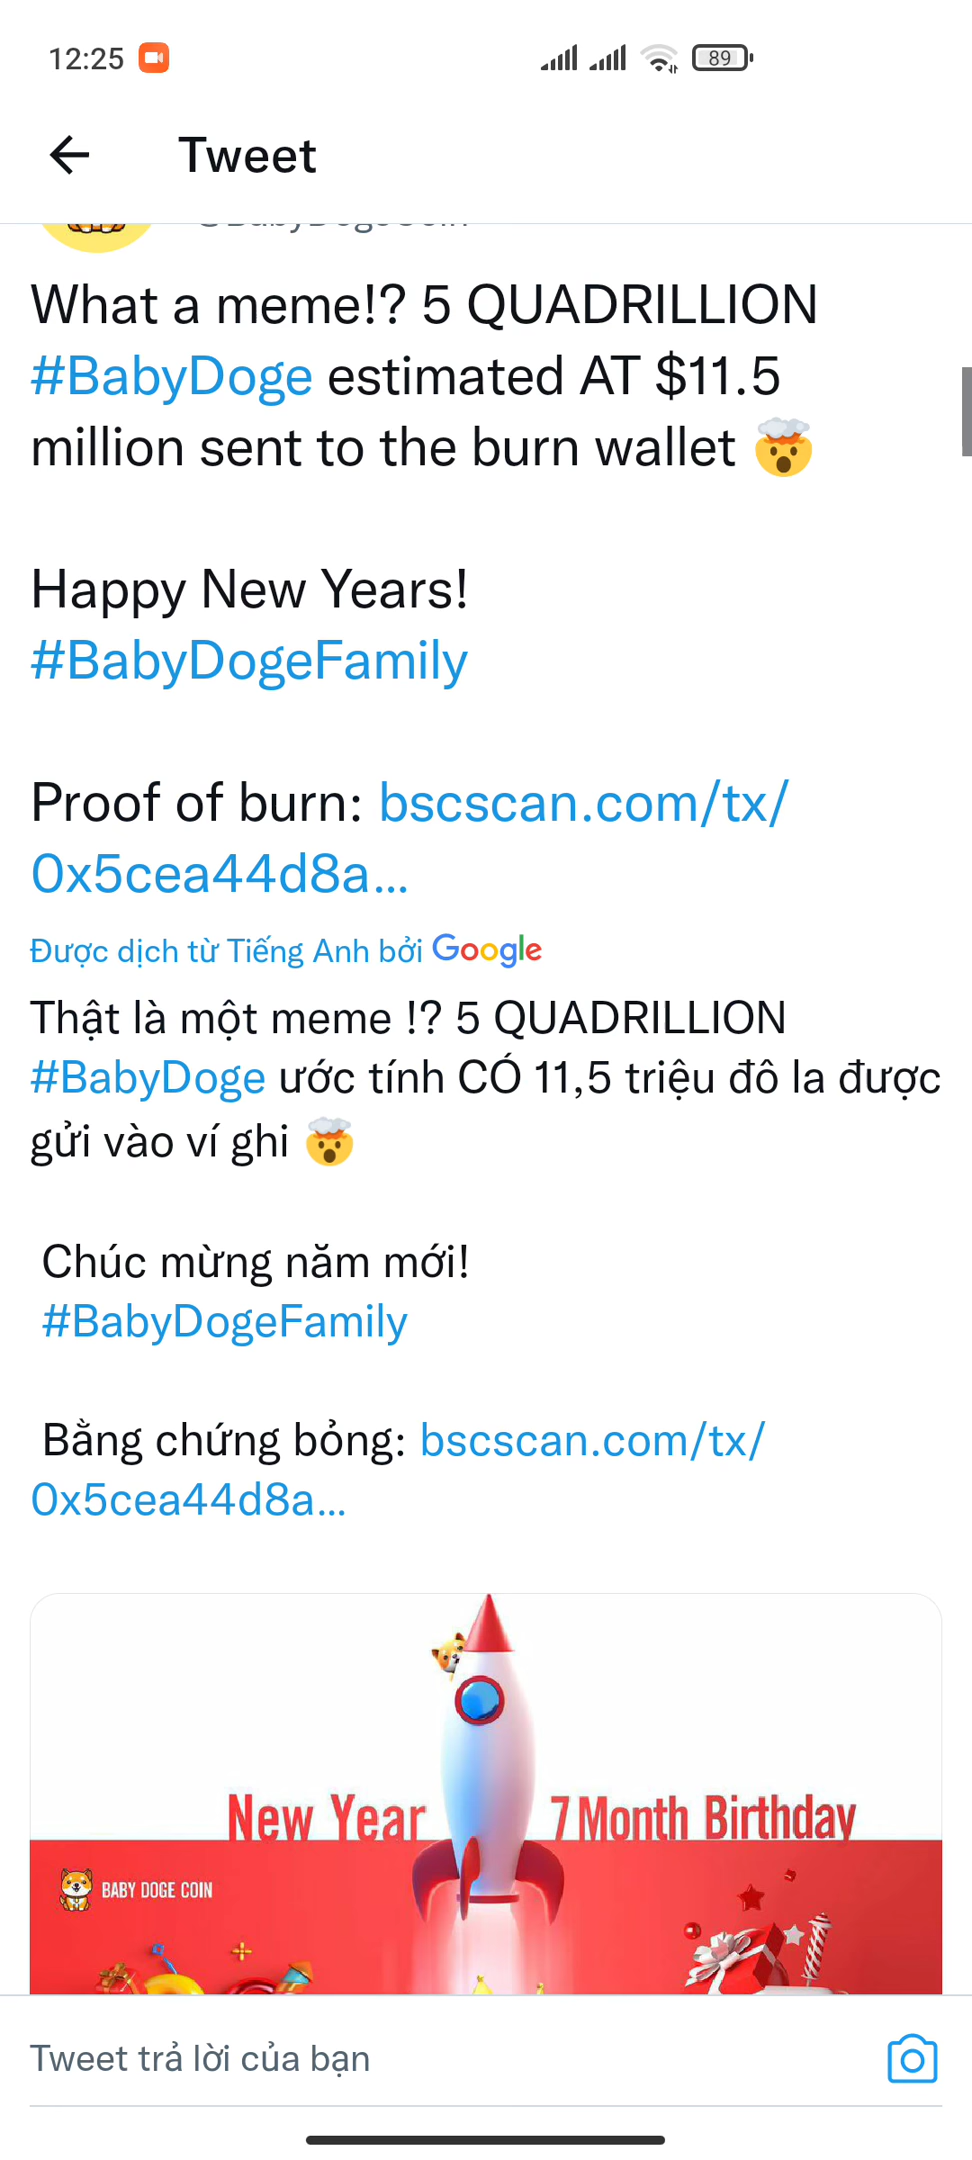 12:25
89
Tweet
@BabyDogeCoin
What a meme!? 5 QUADRILLION
#BabyDoge estimated AT $11.5
million sent to the burn wallet 🤯
Happy New Years!
#BabyDogeFamily
Proof of burn: bscscan.com/tx/
0x5cea44d8a...
Được dịch từ Tiếng Anh bởi Google
Thật là một meme !? 5 QUADRILLION
#BabyDoge ước tính CÓ 11,5 triệu đô la được
gửi vào ví ghi 🤯
Chúc mừng năm mới!
#BabyDogeFamily
Bằng chứng bỏng: bscscan.com/tx/
0x5cea44d8a...
New Year 7 Month Birthday
BABY DOGE COIN
Tweet trả lời của bạn